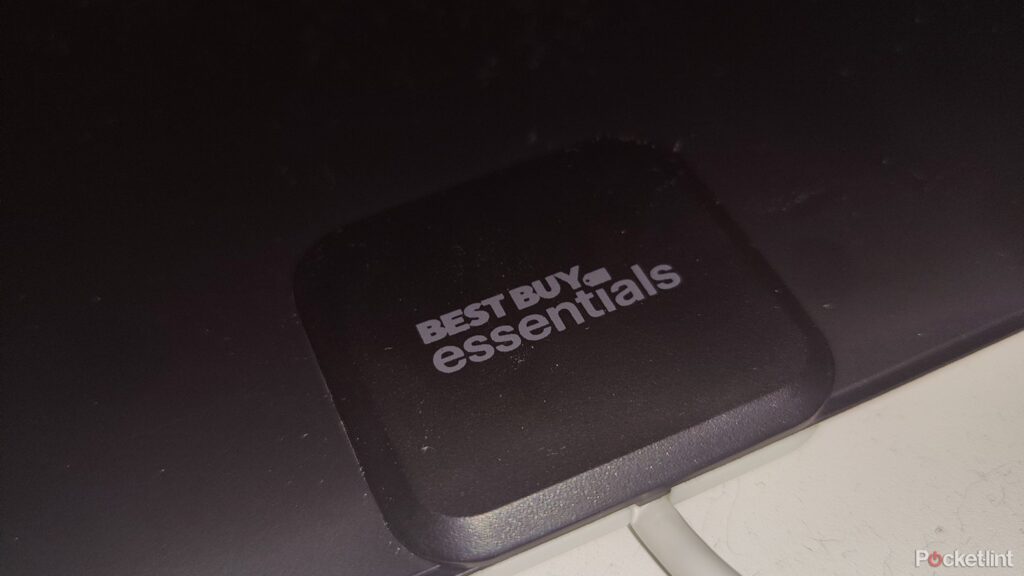 BEST BUY
essentials
Pocketlint